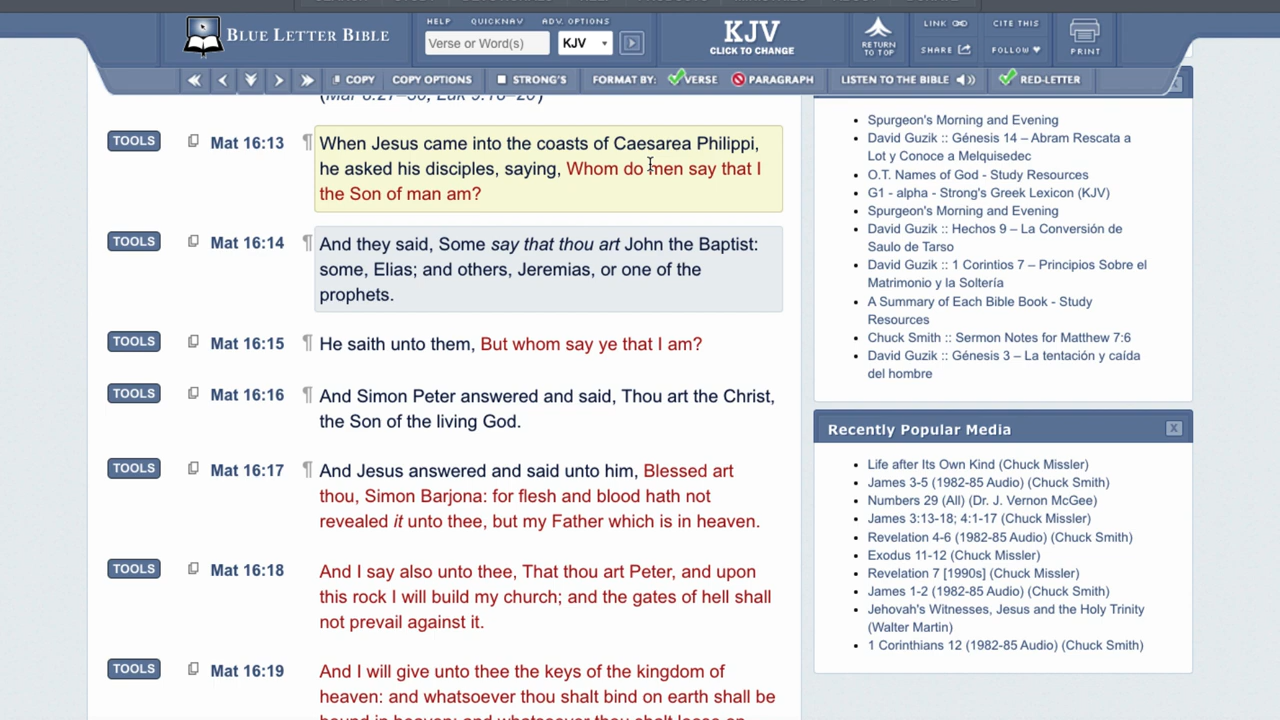 HELP QUICKNAV ADV. OPTIONS
BLUE LETTER BIBLE
Verse or Word(s)
KJV
KJV
CLICK TO CHANGE
RETURN
TO TOP
LINK
SHARE
CITE THIS
FOLLOW
PRINT
COPY COPY OPTIONS STRONG'S FORMAT BY: VERSE PARAGRAPH LISTEN TO THE BIBLE RED-LETTER
TOOLS Mat 16:13 ¶ When Jesus came into the coasts of Caesarea Philippi,
he asked his disciples, saying, Whom do men say that I
the Son of man am?
TOOLS Mat 16:14 ¶ And they said, Some say that thou art John the Baptist:
some, Elias; and others, Jeremias, or one of the
prophets.
TOOLS Mat 16:15 ¶ He saith unto them, But whom say ye that I am?
TOOLS Mat 16:16 ¶ And Simon Peter answered and said, Thou art the Christ,
the Son of the living God.
TOOLS Mat 16:17 ¶ And Jesus answered and said unto him, Blessed art
thou, Simon Barjona: for flesh and blood hath not
revealed it unto thee, but my Father which is in heaven.
TOOLS Mat 16:18 And I say also unto thee, That thou art Peter, and upon
this rock I will build my church; and the gates of hell shall
not prevail against it.
TOOLS Mat 16:19 And I will give unto thee the keys of the kingdom of
heaven: and whatsoever thou shalt bind on earth shall be
Spurgeon's Morning and Evening
David Guzik :: Génesis 14 – Abram Rescata a
Lot y Conoce a Melquisedec
O.T. Names of God - Study Resources
G1 - alpha - Strong's Greek Lexicon (KJV)
Spurgeon's Morning and Evening
David Guzik :: Hechos 9 – La Conversión de
Saulo de Tarso
David Guzik :: 1 Corintios 7 – Principios Sobre el
Matrimonio y la Soltería
A Summary of Each Bible Book - Study
Resources
Chuck Smith :: Sermon Notes for Matthew 7:6
David Guzik :: Génesis 3 – La tentación y caída
del hombre
Recently Popular Media X
Life after Its Own Kind (Chuck Missler)
James 3-5 (1982-85 Audio) (Chuck Smith)
Numbers 29 (All) (Dr. J. Vernon McGee)
James 3:13-18; 4:1-17 (Chuck Missler)
Revelation 4-6 (1982-85 Audio) (Chuck Smith)
Exodus 11-12 (Chuck Missler)
Revelation 7 [1990s] (Chuck Missler)
James 1-2 (1982-85 Audio) (Chuck Smith)
Jehovah's Witnesses, Jesus and the Holy Trinity
(Walter Martin)
1 Corinthians 12 (1982-85 Audio) (Chuck Smith)